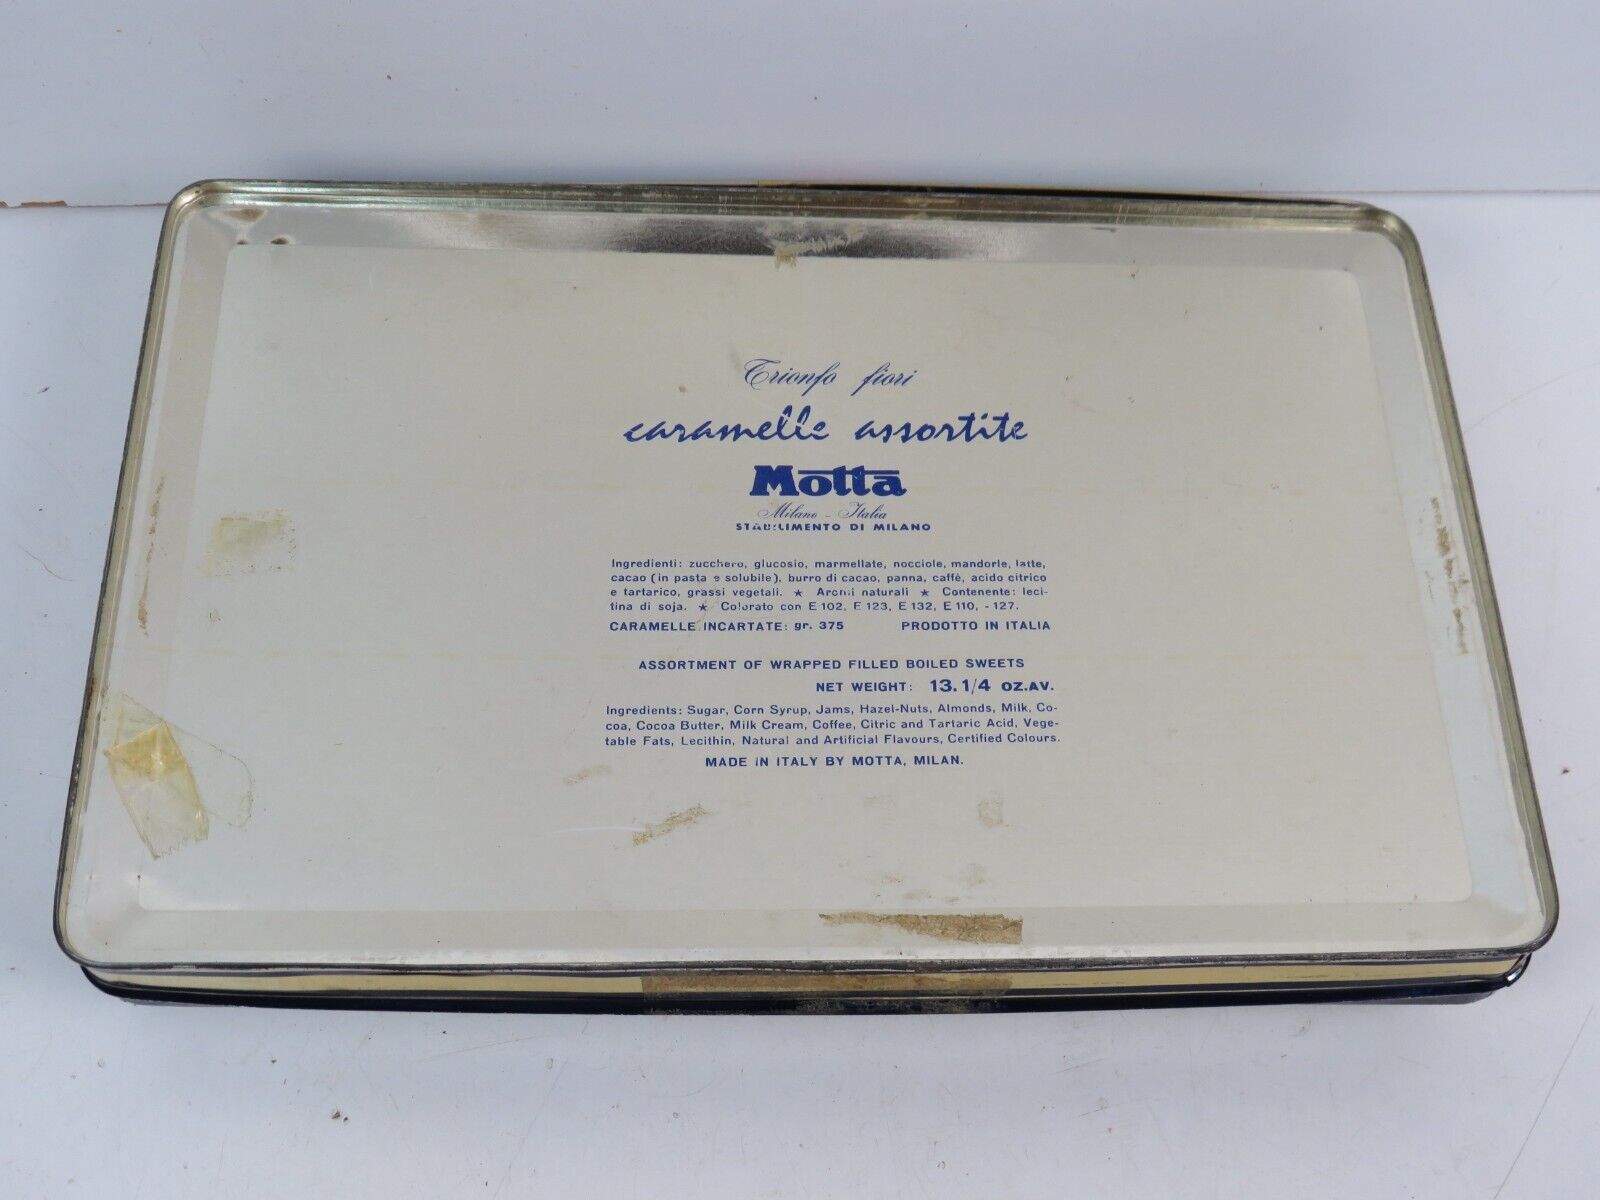 Trionfo fiori
caramelle assortite
Motta
Milano - Italia
STABILIMENTO DI MILANO
Ingredienti: zucchero, glucosio, marmellate, nocciole, mandorle, latte,
cacao (in pasta e solubile), burro di cacao, panna, caffè, acido citrico
e tartarico, grassi vegetali. ★ Aromi naturali ★ Contenente: leci-
tina di soja. ★ Colorato con E 102, E 123, E 132, E 110, - 127.
CARAMELLE INCARTATE: gr. 375 PRODOTTO IN ITALIA
ASSORTMENT OF WRAPPED FILLED BOILED SWEETS
NET WEIGHT: 13.1/4 OZ.AV.
Ingredients: Sugar, Corn Syrup, Jams, Hazel-Nuts, Almonds, Milk, Co-
coa, Cocoa Butter, Milk Cream, Coffee, Citric and Tartaric Acid, Vege-
table Fats, Lecithin, Natural and Artificial Flavours, Certified Colours.
MADE IN ITALY BY MOTTA, MILAN.